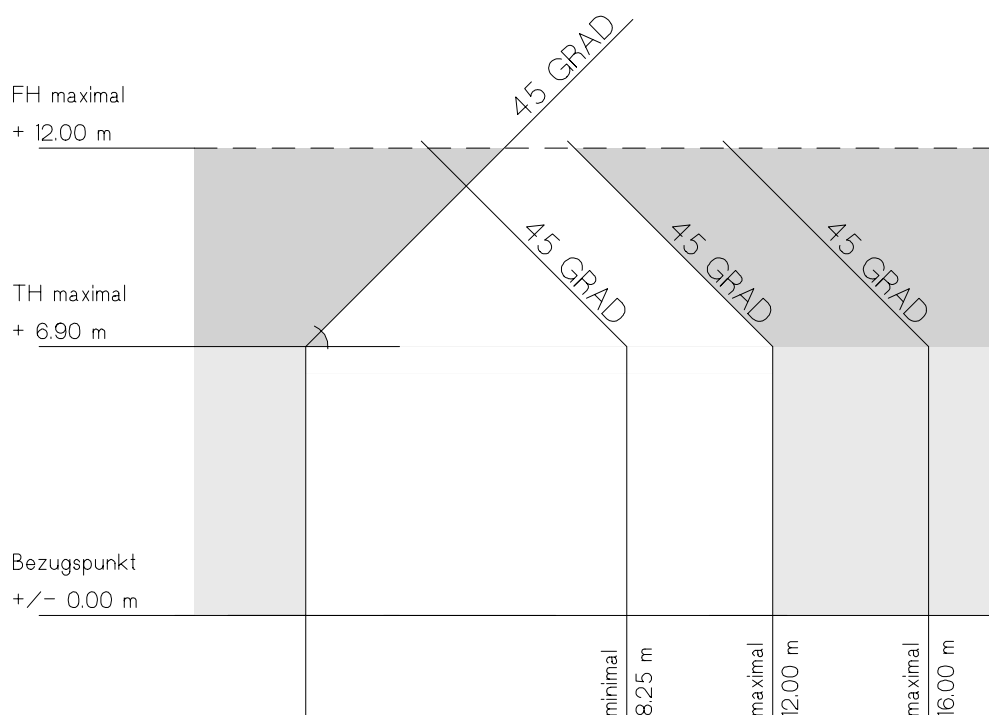 45 GRAD
FH maximal
+ 12.00 m
45 GRAD
45 GRAD
45 GRAD
TH maximal
+ 6.90 m
Bezugspunkt
+/- 0.00 m
minimal
8.25 m
maximal
12.00 m
maximal
16.00 m